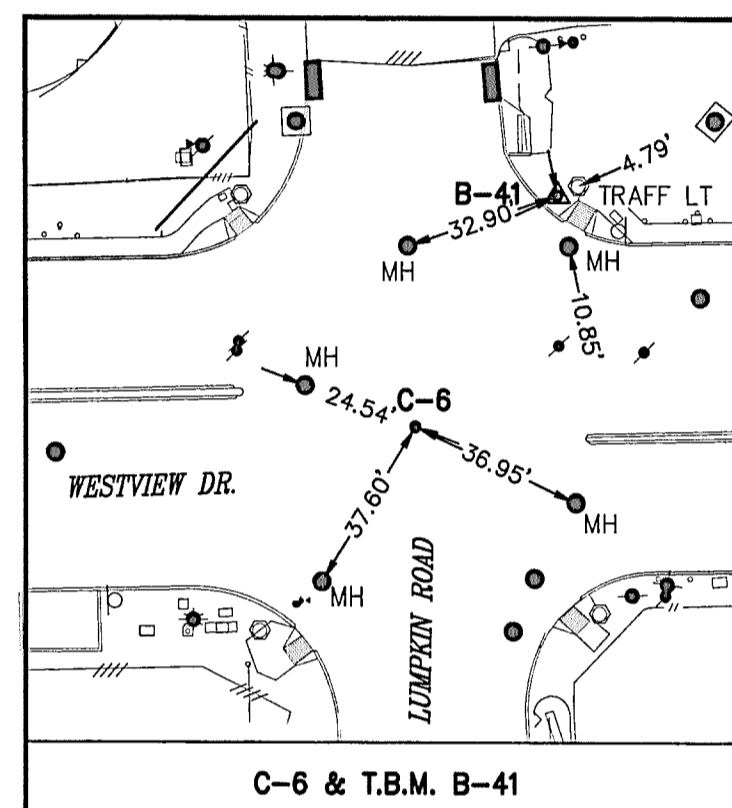 4.79'
B-41
TRAFF LT
32.90'
MH
MH
10.85'
MH
24.54'
C-6
36.95'
WESTVIEW DR.
37.60'
MH
MH
LUMPKIN ROAD
C-6 & T.B.M. B-41